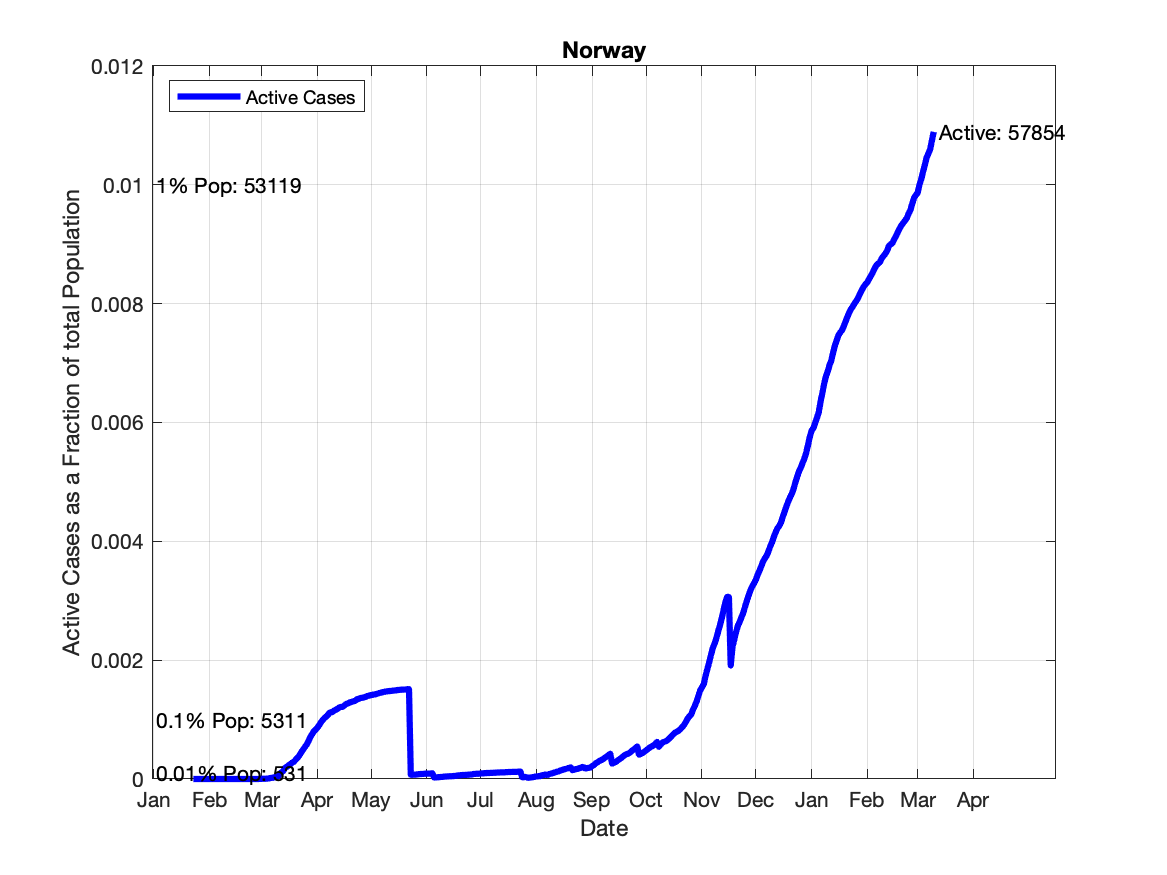 Norway
0.012
Active Cases
Active: 57854
0.01
1% Pop: 53119
0.008
0.006
0.004
0.002
0.1% Pop: 5311
0.01% Pop: 531
0
Jan Feb Mar Apr May Jun Jul Aug Sep Oct Nov Dec Jan Feb Mar Apr
Date
Active Cases as a Fraction of total Population